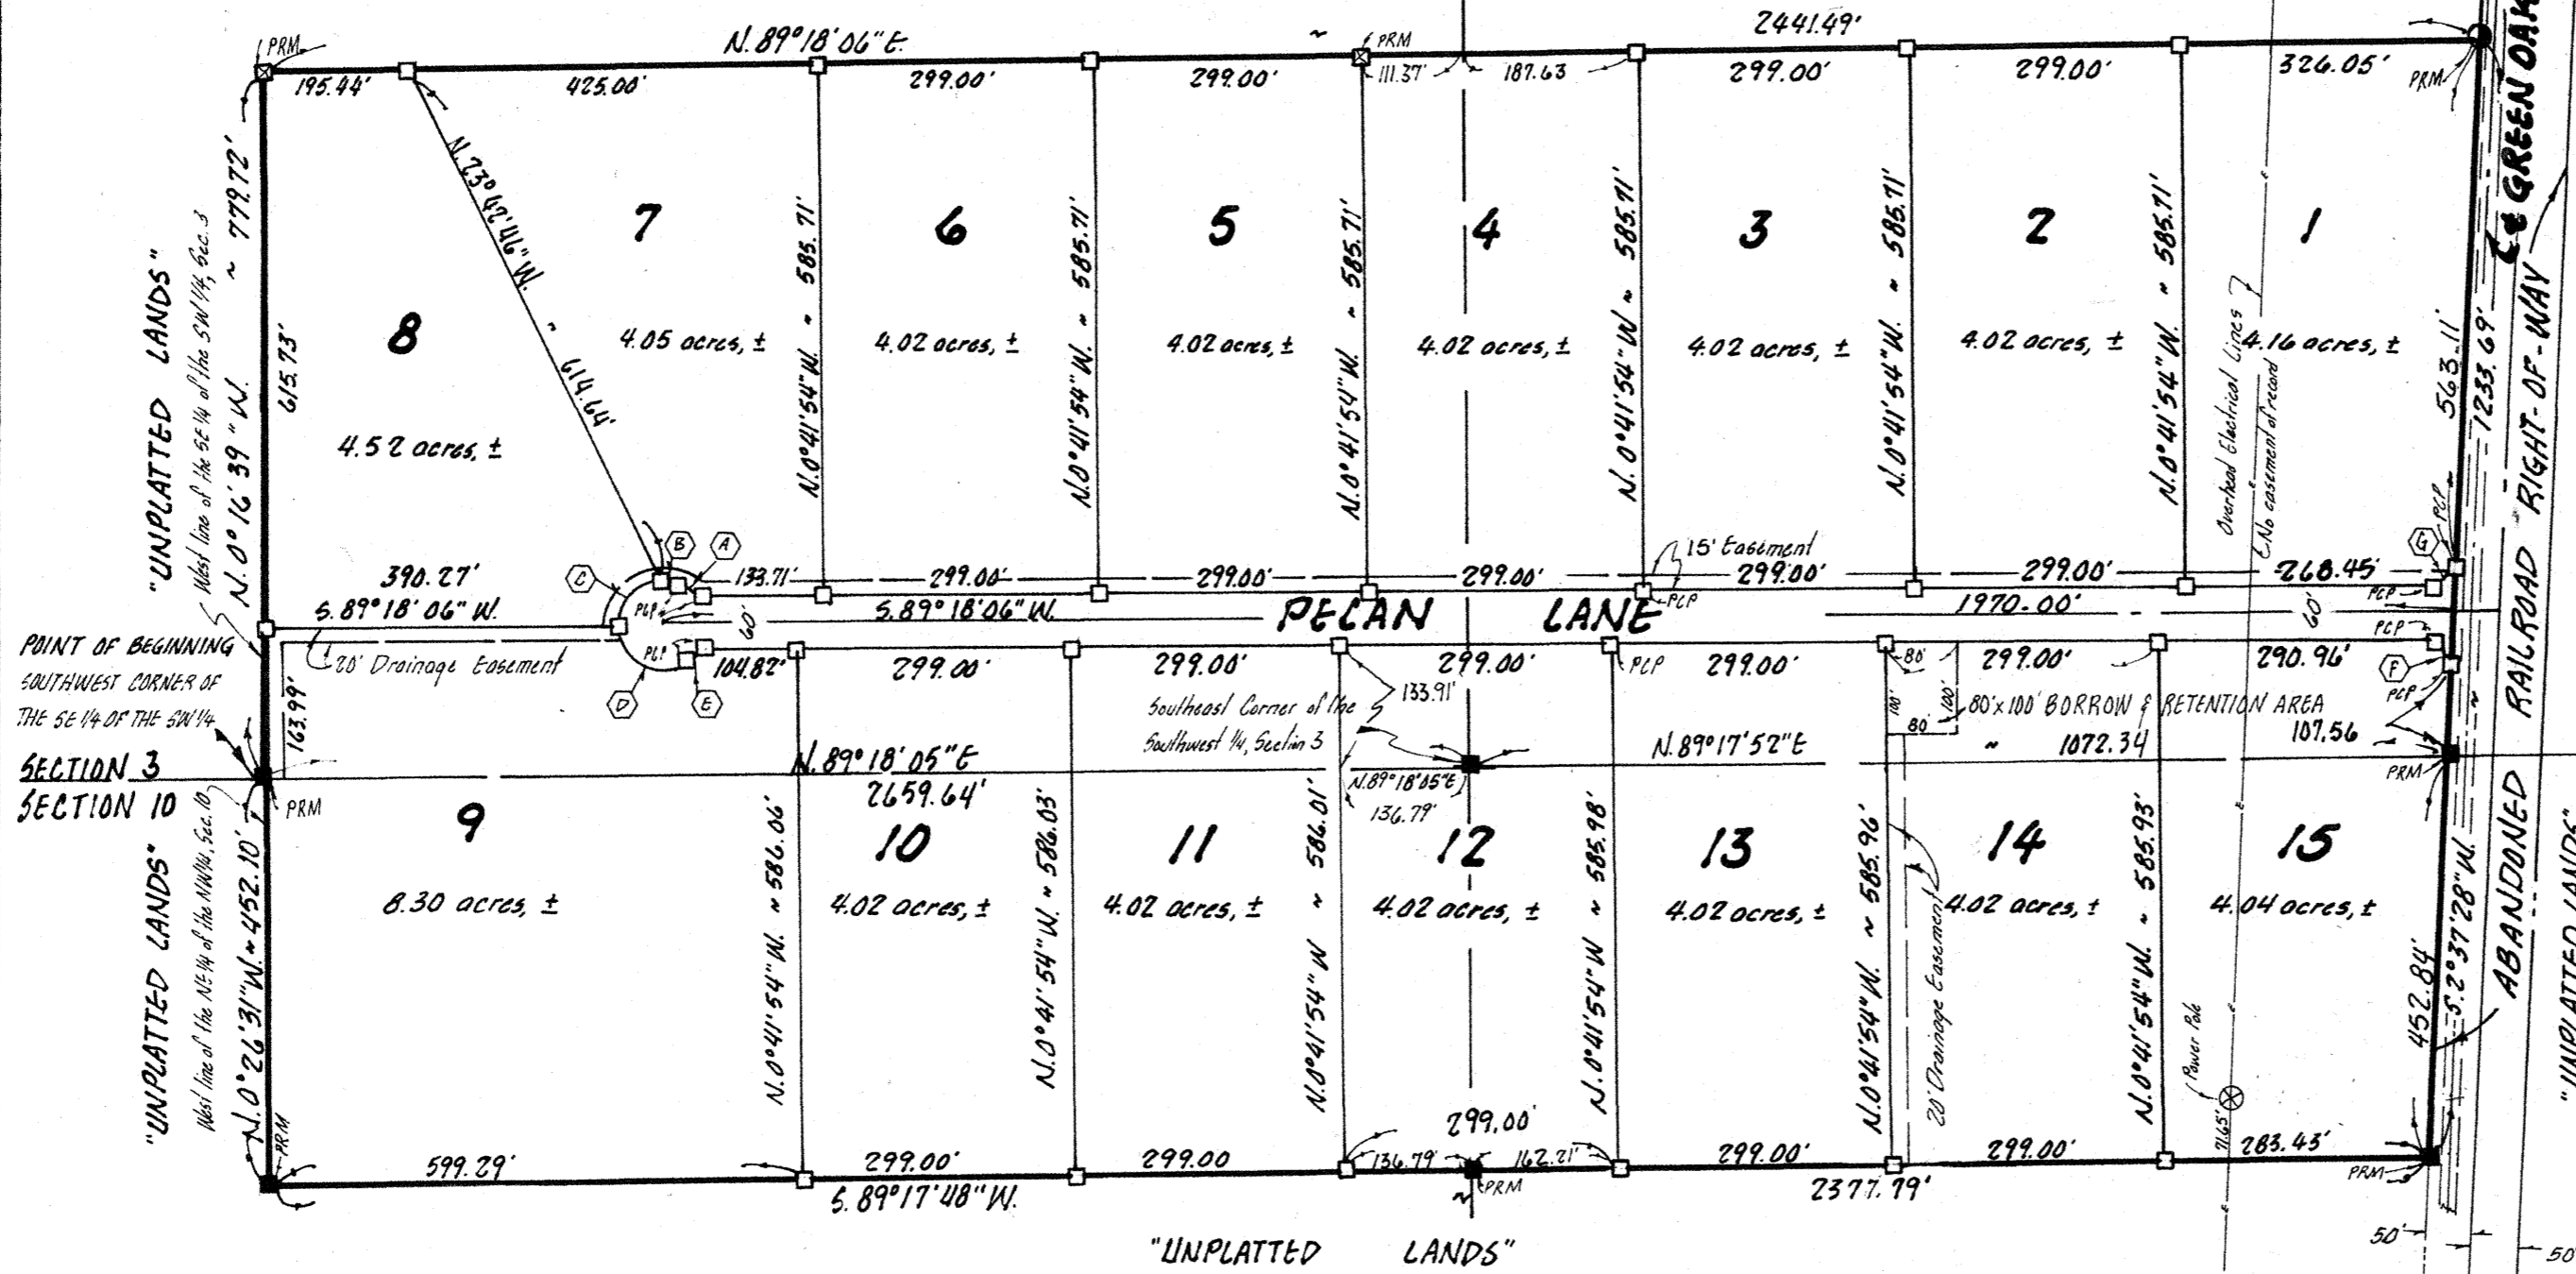 N. 89°18'06"E. ~ 2441.49'
PRM
PRM
PRM
195.44'
425.00'
299.00'
299.00'
111.37'
187.63
299.00'
299.00'
326.05'
₵ GREEN OAK
"UNPLATTED LANDS"
West line of the SE 1/4 of the SW 1/4, Sec. 3
N. 0°16'39"W. ~ 779.72'
615.73'
N. 23°42'41"W. ~ 614.64'
8
4.52 acres, ±
7
4.05 acres, ±
N.0°41'54"W. ~ 585.71'
6
4.02 acres, ±
N.0°41'54"W. ~ 585.71'
5
4.02 acres, ±
N.0°41'54"W. ~ 585.71'
4
4.02 acres, ±
N.0°41'54"W ~ 585.71'
3
4.02 acres, ±
N.0°41'54"W. ~ 585.71'
2
4.02 acres, ±
N.0°41'54"W. ~ 585.71'
1
4.16 acres, ±
Overhead Electrical Lines
(No easement of record
563.11'
1233.69'
ABANDONED RAILROAD RIGHT-OF-WAY
390.27'
S.89°18'06"W.
C
B
A
133.71'
299.00'
299.00'
299.00'
15' Easement
299.00'
299.00'
268.45'
G
PCP
PCP
PCP
60'
S.89°18'06"W.
PECAN LANE
PCP
1970.00'
60'
PCP
POINT OF BEGINNING
SOUTHWEST CORNER OF
THE SE 1/4 OF THE SW 1/4
SECTION 3
SECTION 10
20' Drainage Easement
163.99'
D
E
PCP
104.82'
299.00'
299.00'
299.00'
PCP
299.00'
299.00'
290.96'
F
PCP
133.91'
Southeast Corner of the
Southwest 1/4, Section 3
80'
100'
100'
80'
80'x100' BORROW & RETENTION AREA
107.56
N.89°18'05"E
2659.64'
N.89°18'05"E
136.79'
N.89°17'52"E ~ 1072.34
PRM
PRM
"UNPLATTED LANDS"
West line of the NE 1/4 of the NW 1/4, Sec. 10
N.0°26'31"W. ~ 452.10'
9
8.30 acres, ±
N.0°41'54"W. ~ 586.06'
10
4.02 acres, ±
N.0°41'54"W. ~ 586.03'
11
4.02 acres, ±
N.0°41'54"W ~ 586.01'
12
4.02 acres, ±
N.0°41'54"W ~ 585.98'
13
4.02 acres, ±
N.0°41'54"W. ~ 585.96'
20' Drainage Easement
14
4.02 acres, ±
N.0°41'54"W. ~ 585.93'
15
4.04 acres, ±
Power Pole
71.65'
452.84'
S.2°37'28"W. ~
"UNPLATTED LANDS"
PRM
599.29'
299.00'
299.00
299.00'
136.79'
162.21'
299.00'
299.00'
283.43'
PRM
PRM
S.89°17'48"W. ~ 2377.79'
"UNPLATTED LANDS"
50'
50'